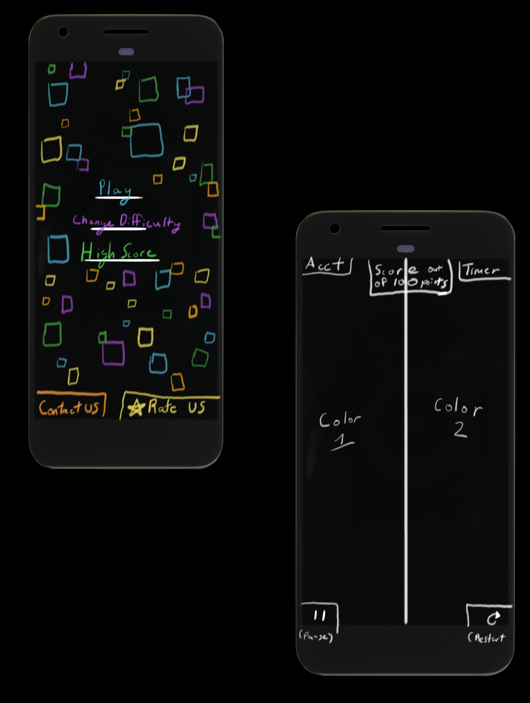 Play
Change Difficulty
High Score
Contact US
Rate US
Acct
Score out
of 100 points
Timer
Color
1
Color
2
(Pause)
(Restart